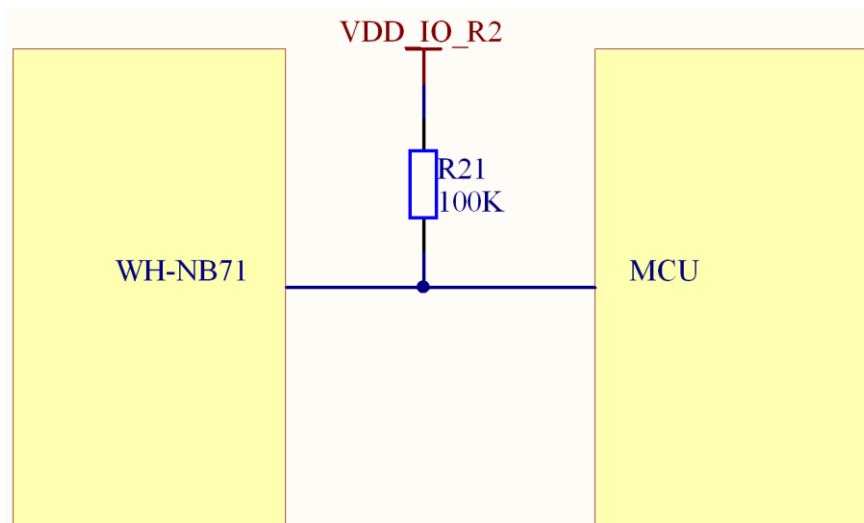 VDD_IO_R2
R21
100K
WH-NB71
MCU